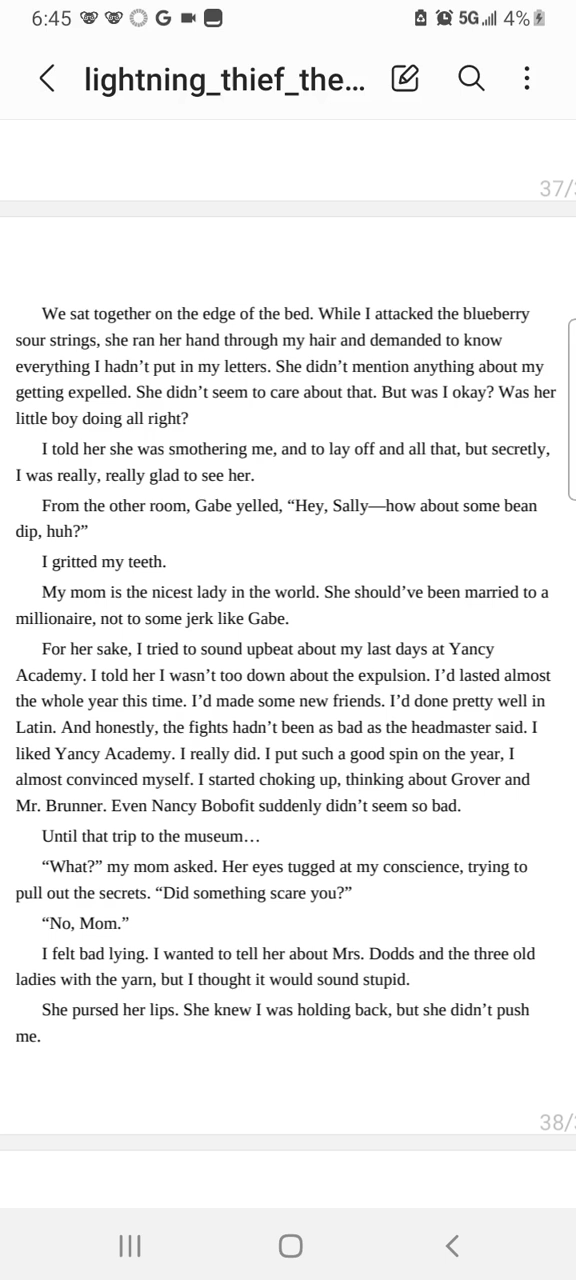 6:45 G 5G 4%
lightning_thief_the...
37/
We sat together on the edge of the bed. While I attacked the blueberry
sour strings, she ran her hand through my hair and demanded to know
everything I hadn’t put in my letters. She didn’t mention anything about my
getting expelled. She didn’t seem to care about that. But was I okay? Was her
little boy doing all right?
I told her she was smothering me, and to lay off and all that, but secretly,
I was really, really glad to see her.
From the other room, Gabe yelled, “Hey, Sally—how about some bean
dip, huh?”
I gritted my teeth.
My mom is the nicest lady in the world. She should’ve been married to a
millionaire, not to some jerk like Gabe.
For her sake, I tried to sound upbeat about my last days at Yancy
Academy. I told her I wasn’t too down about the expulsion. I’d lasted almost
the whole year this time. I’d made some new friends. I’d done pretty well in
Latin. And honestly, the fights hadn’t been as bad as the headmaster said. I
liked Yancy Academy. I really did. I put such a good spin on the year, I
almost convinced myself. I started choking up, thinking about Grover and
Mr. Brunner. Even Nancy Bobofit suddenly didn’t seem so bad.
Until that trip to the museum…
“What?” my mom asked. Her eyes tugged at my conscience, trying to
pull out the secrets. “Did something scare you?”
“No, Mom.”
I felt bad lying. I wanted to tell her about Mrs. Dodds and the three old
ladies with the yarn, but I thought it would sound stupid.
She pursed her lips. She knew I was holding back, but she didn’t push
me.
38/